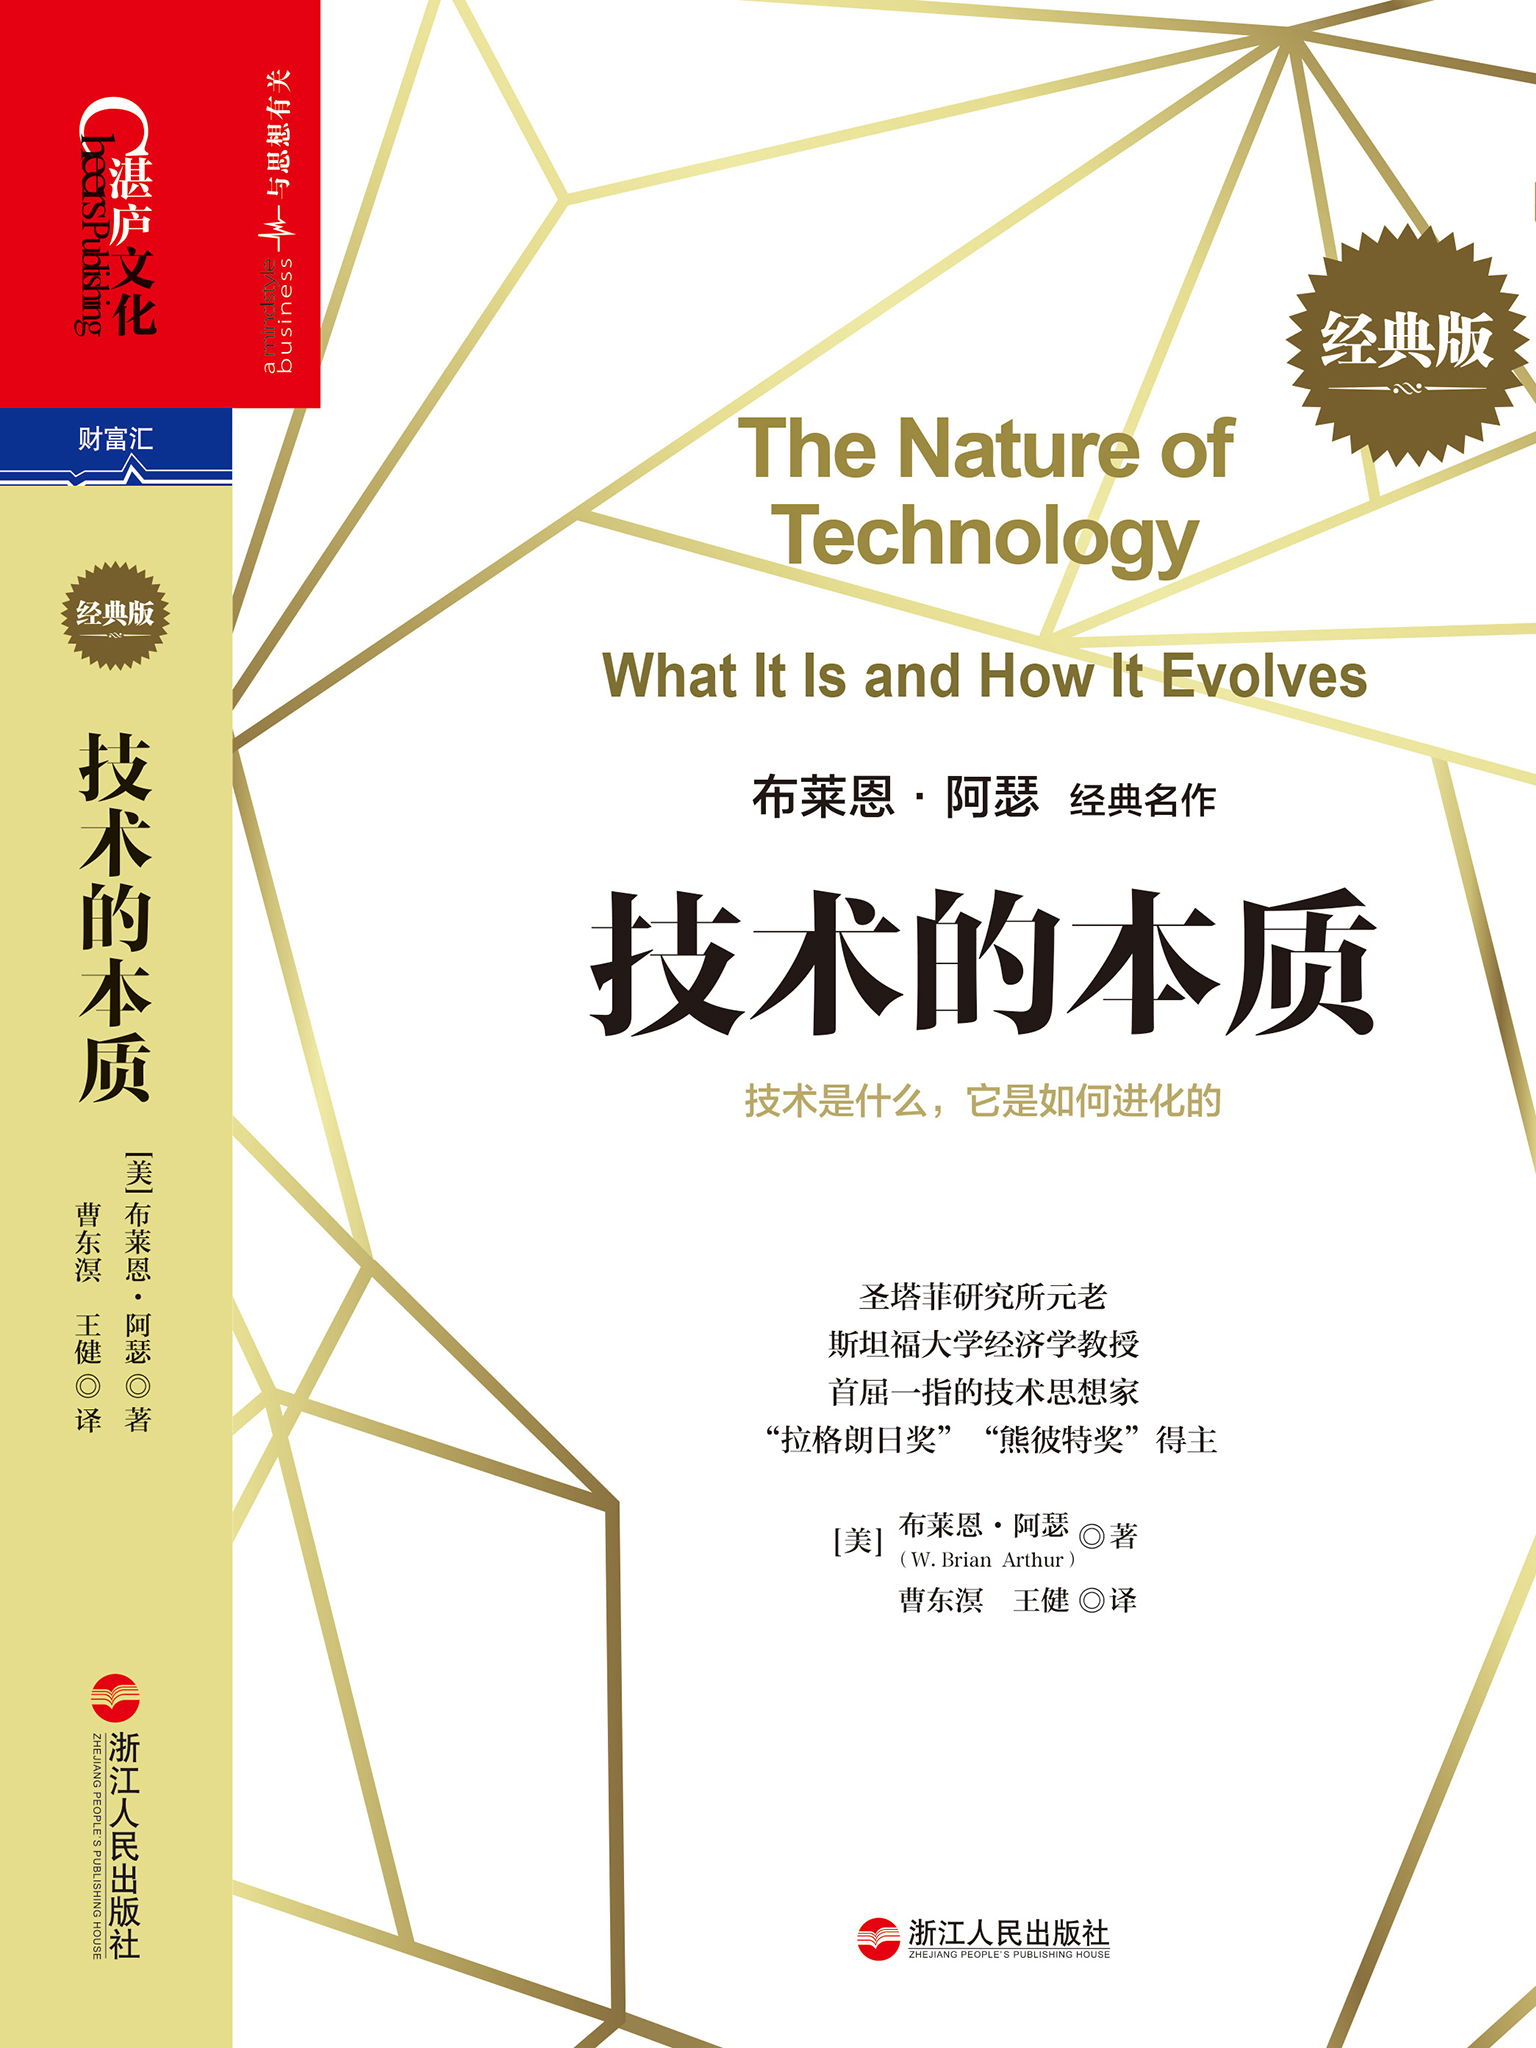 湛庐文化
Cheers Publishing
与思想有关
a mindstyle
business
财富汇
经典版
技术的本质
[美]布莱恩·阿瑟◎著
曹东溟 王健◎译
浙江人民出版社
ZHEJIANG PEOPLE'S PUBLISHING HOUSE
经典版
The Nature of
Technology
What It Is and How It Evolves
布莱恩·阿瑟 经典名作
技术的本质
技术是什么，它是如何进化的
圣塔菲研究所元老
斯坦福大学经济学教授
首屈一指的技术思想家
“拉格朗日奖”“熊彼特奖”得主
[美] 布莱恩·阿瑟 ◎著
(W. Brian Arthur)
曹东溟 王健 ◎译
浙江人民出版社
ZHEJIANG PEOPLE'S PUBLISHING HOUSE